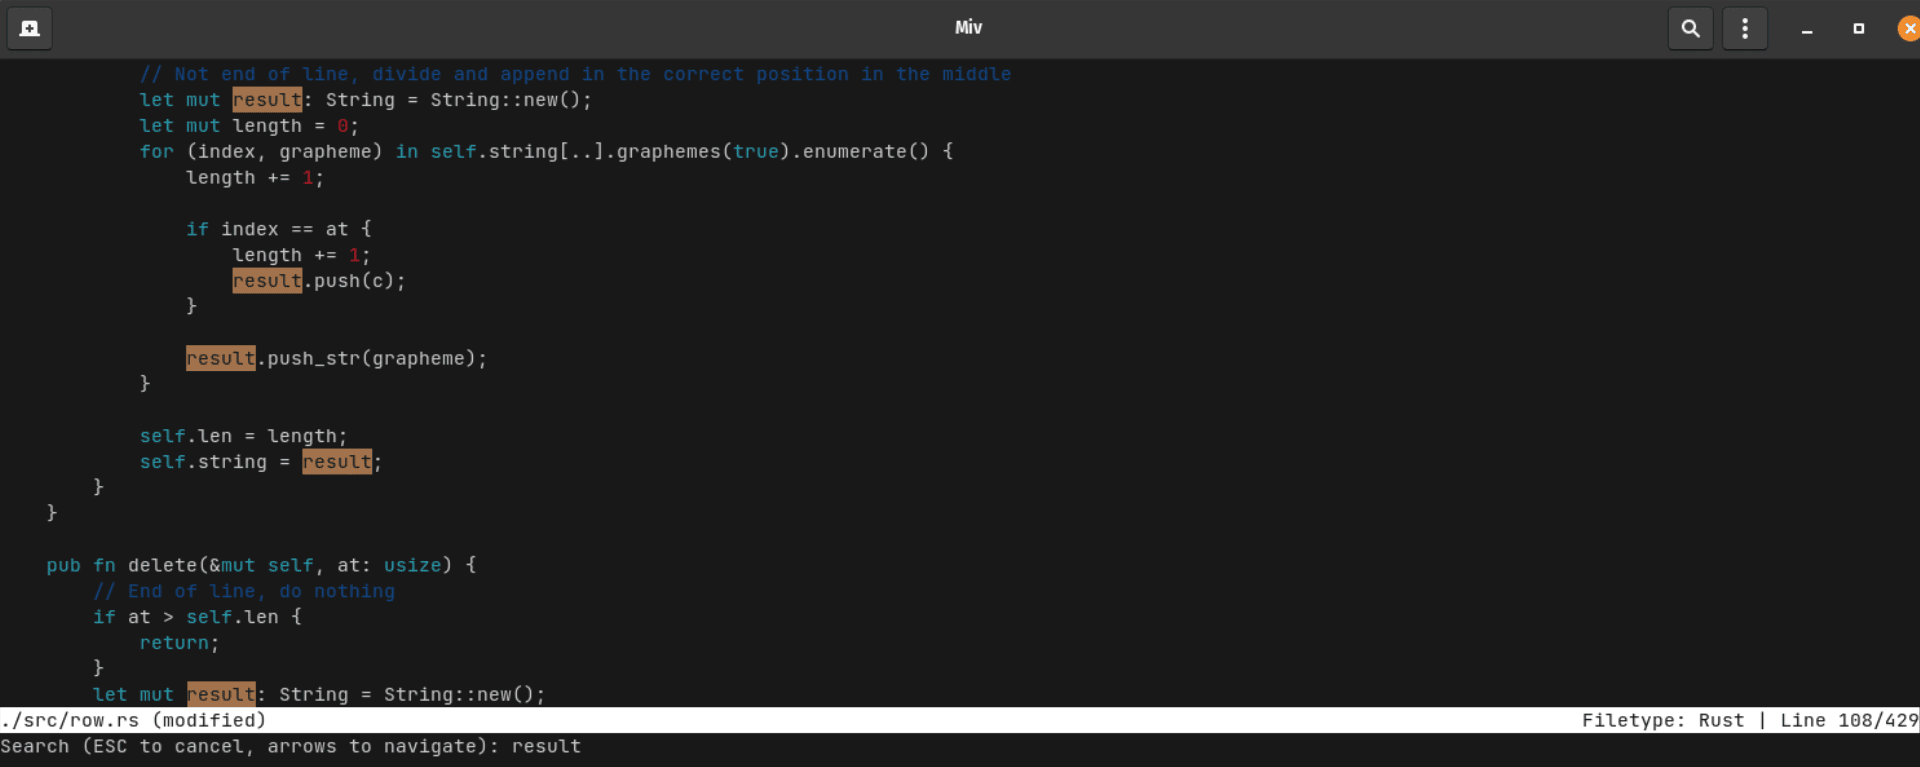 Miv
// Not end of line, divide and append in the correct position in the middle
let mut result: String = String::new();
let mut length = 0;
for (index, grapheme) in self.string[..].graphemes(true).enumerate() {
length += 1;
if index == at {
length += 1;
result.push(c);
}
result.push_str(grapheme);
}
self.len = length;
self.string = result;
}
}
pub fn delete(&mut self, at: usize) {
// End of line, do nothing
if at > self.len {
return;
}
let mut result: String = String::new();
./src/row.rs (modified) Filetype: Rust | Line 108/429
Search (ESC to cancel, arrows to navigate): result